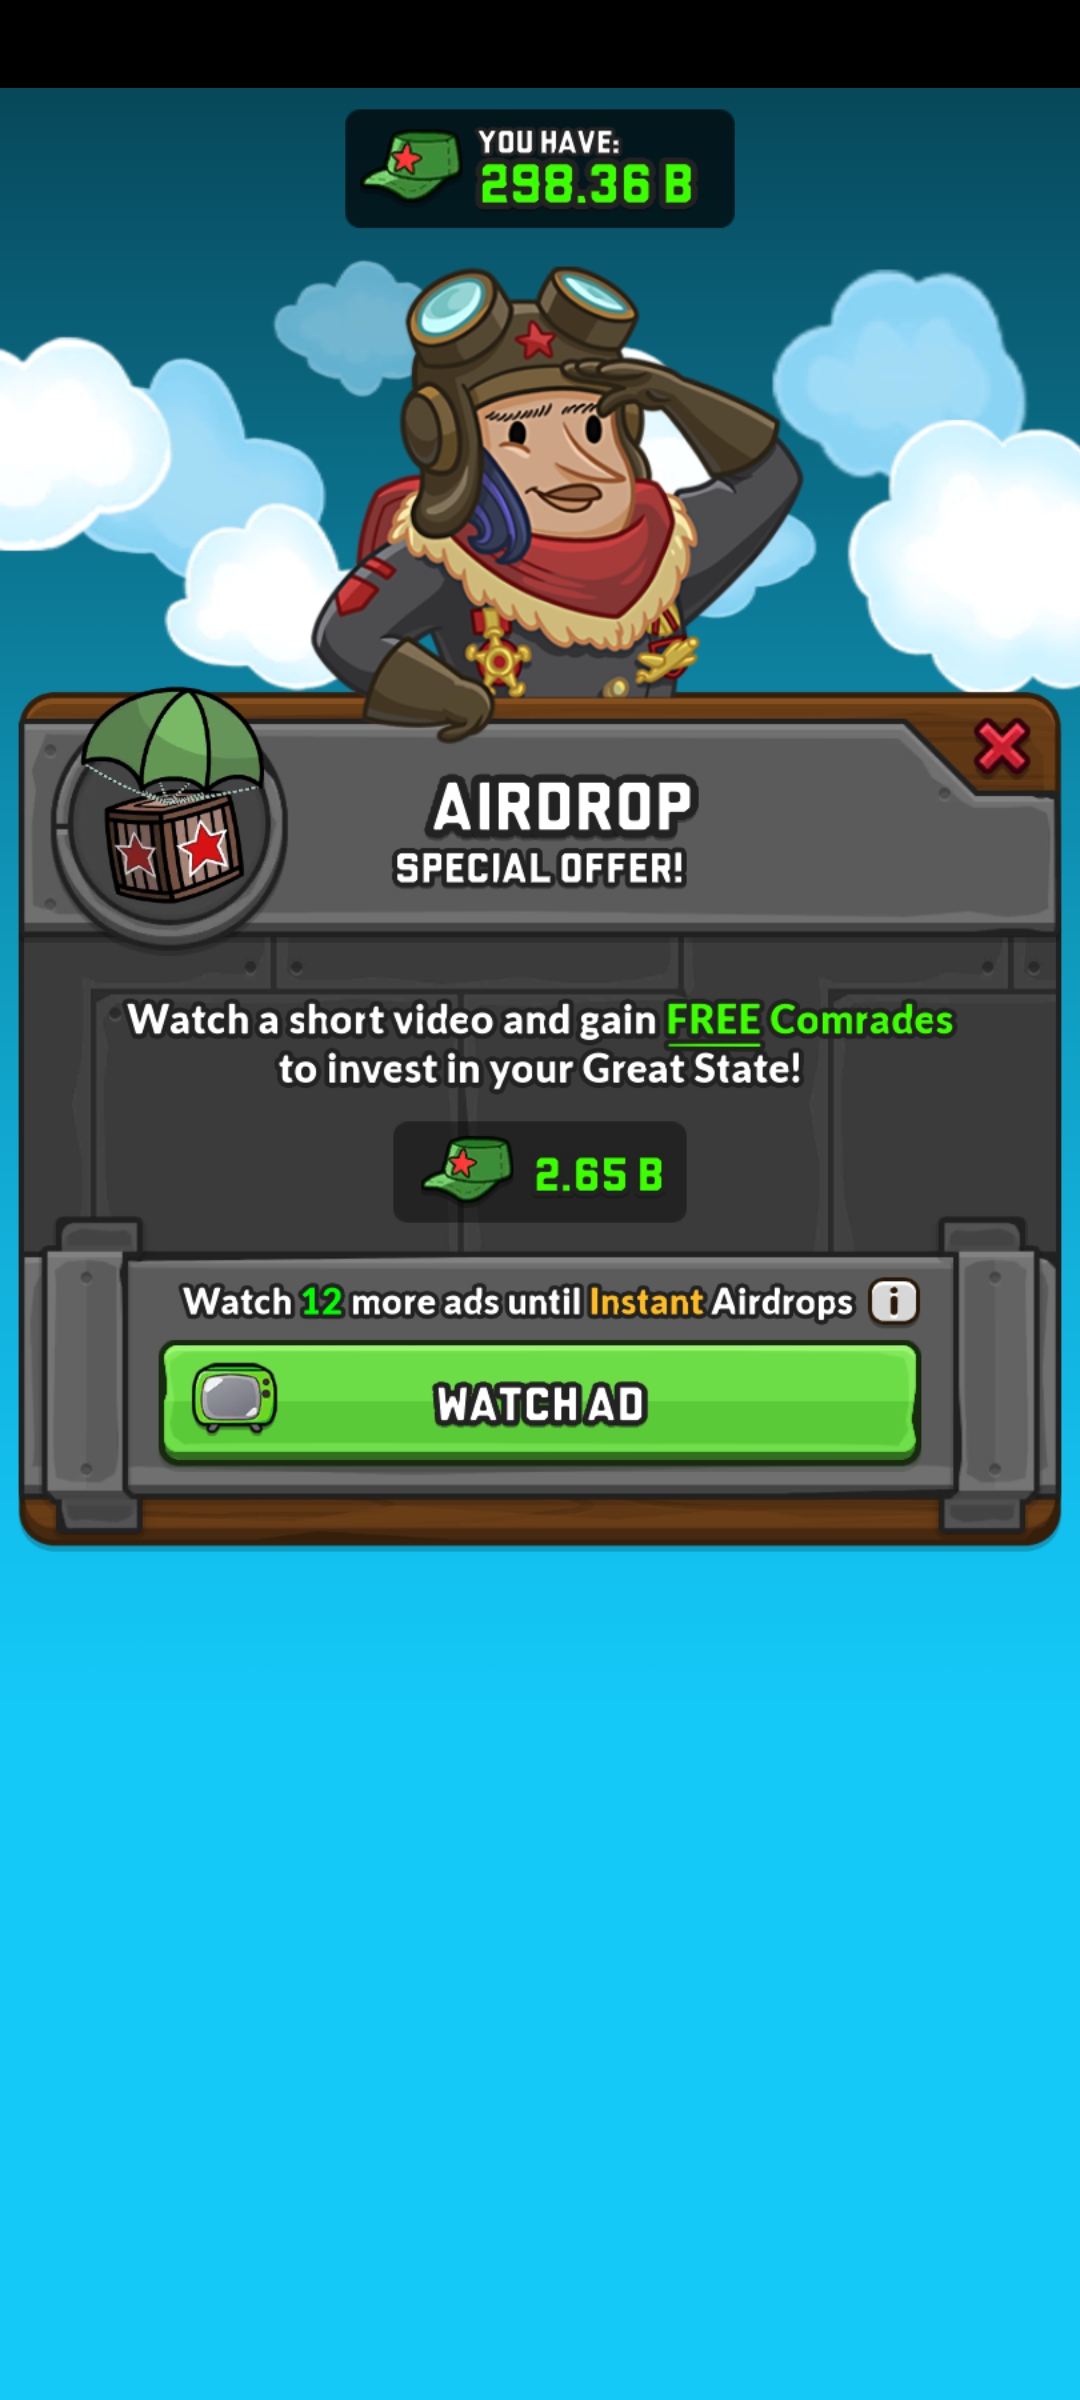 YOU HAVE:
298.36 B
AIRDROP
SPECIAL OFFER!
Watch a short video and gain FREE Comrades
to invest in your Great State!
2.65 B
Watch 12 more ads until Instant Airdrops i
WATCH AD